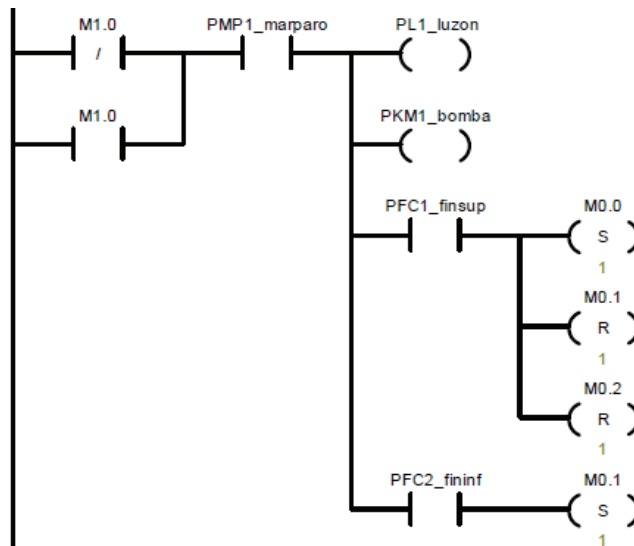 M1.0 PMP1_marparo PL1_luzon
/
M1.0 PKM1_bomba
PFC1_finsup M0.0
S
1
M0.1
R
1
M0.2
R
1
PFC2_fininf M0.1
S
1